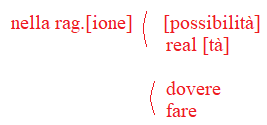 nella rag.[ione] ( [possibilità]
real [tà]
( dovere
fare